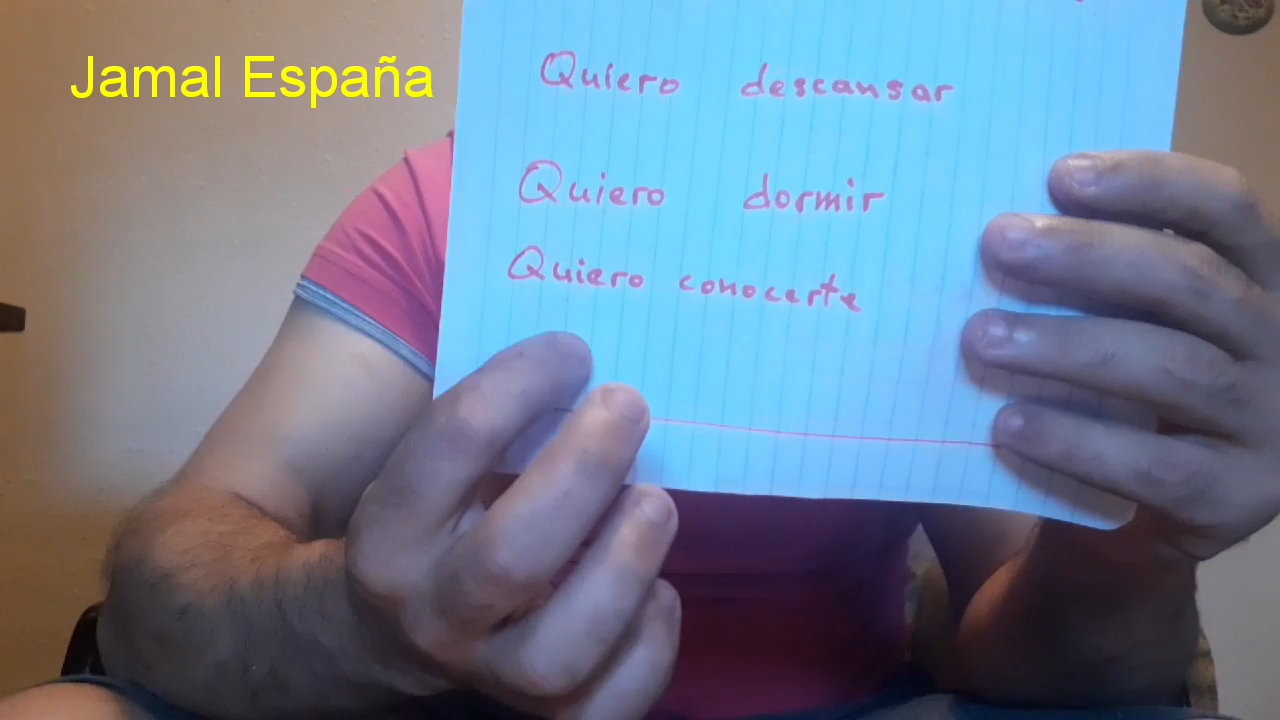 Jamal España
Quiero descansar
Quiero dormir
Quiero conocerte